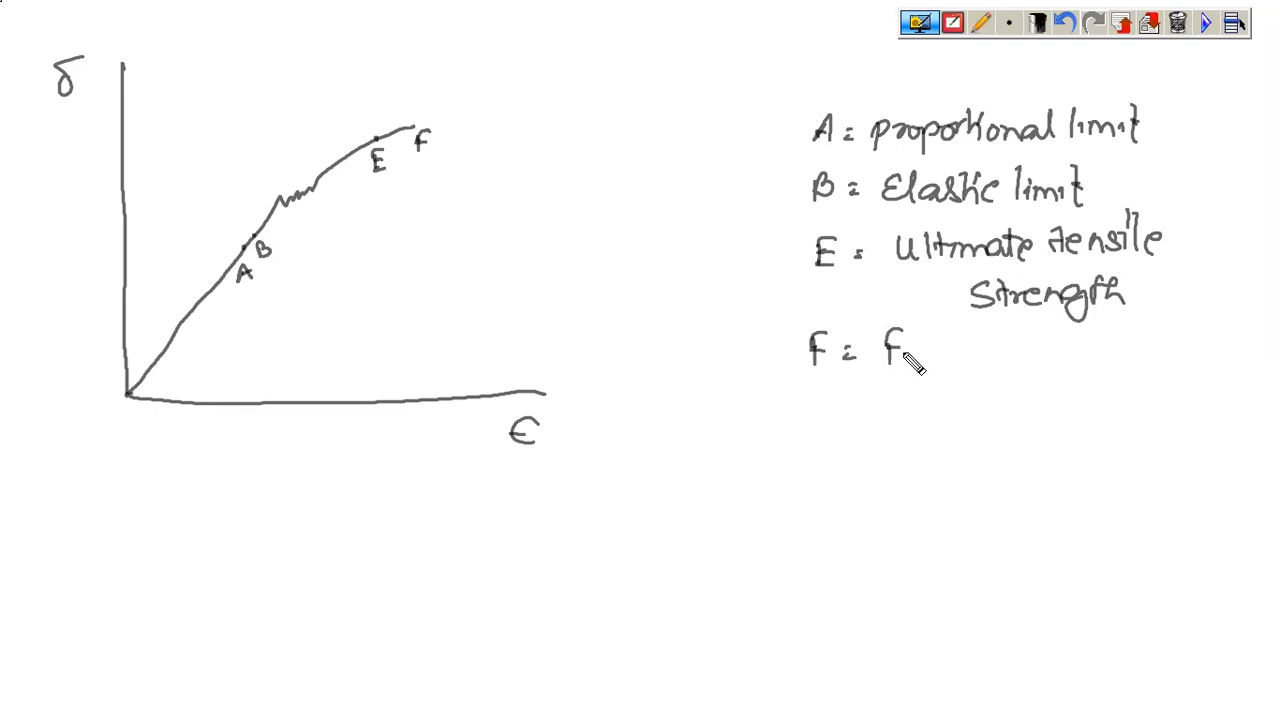 σ
F
E
B
A
ϵ
A = proportional limit
B = Elastic limit
E = Ultimate tensile
strength
F = F